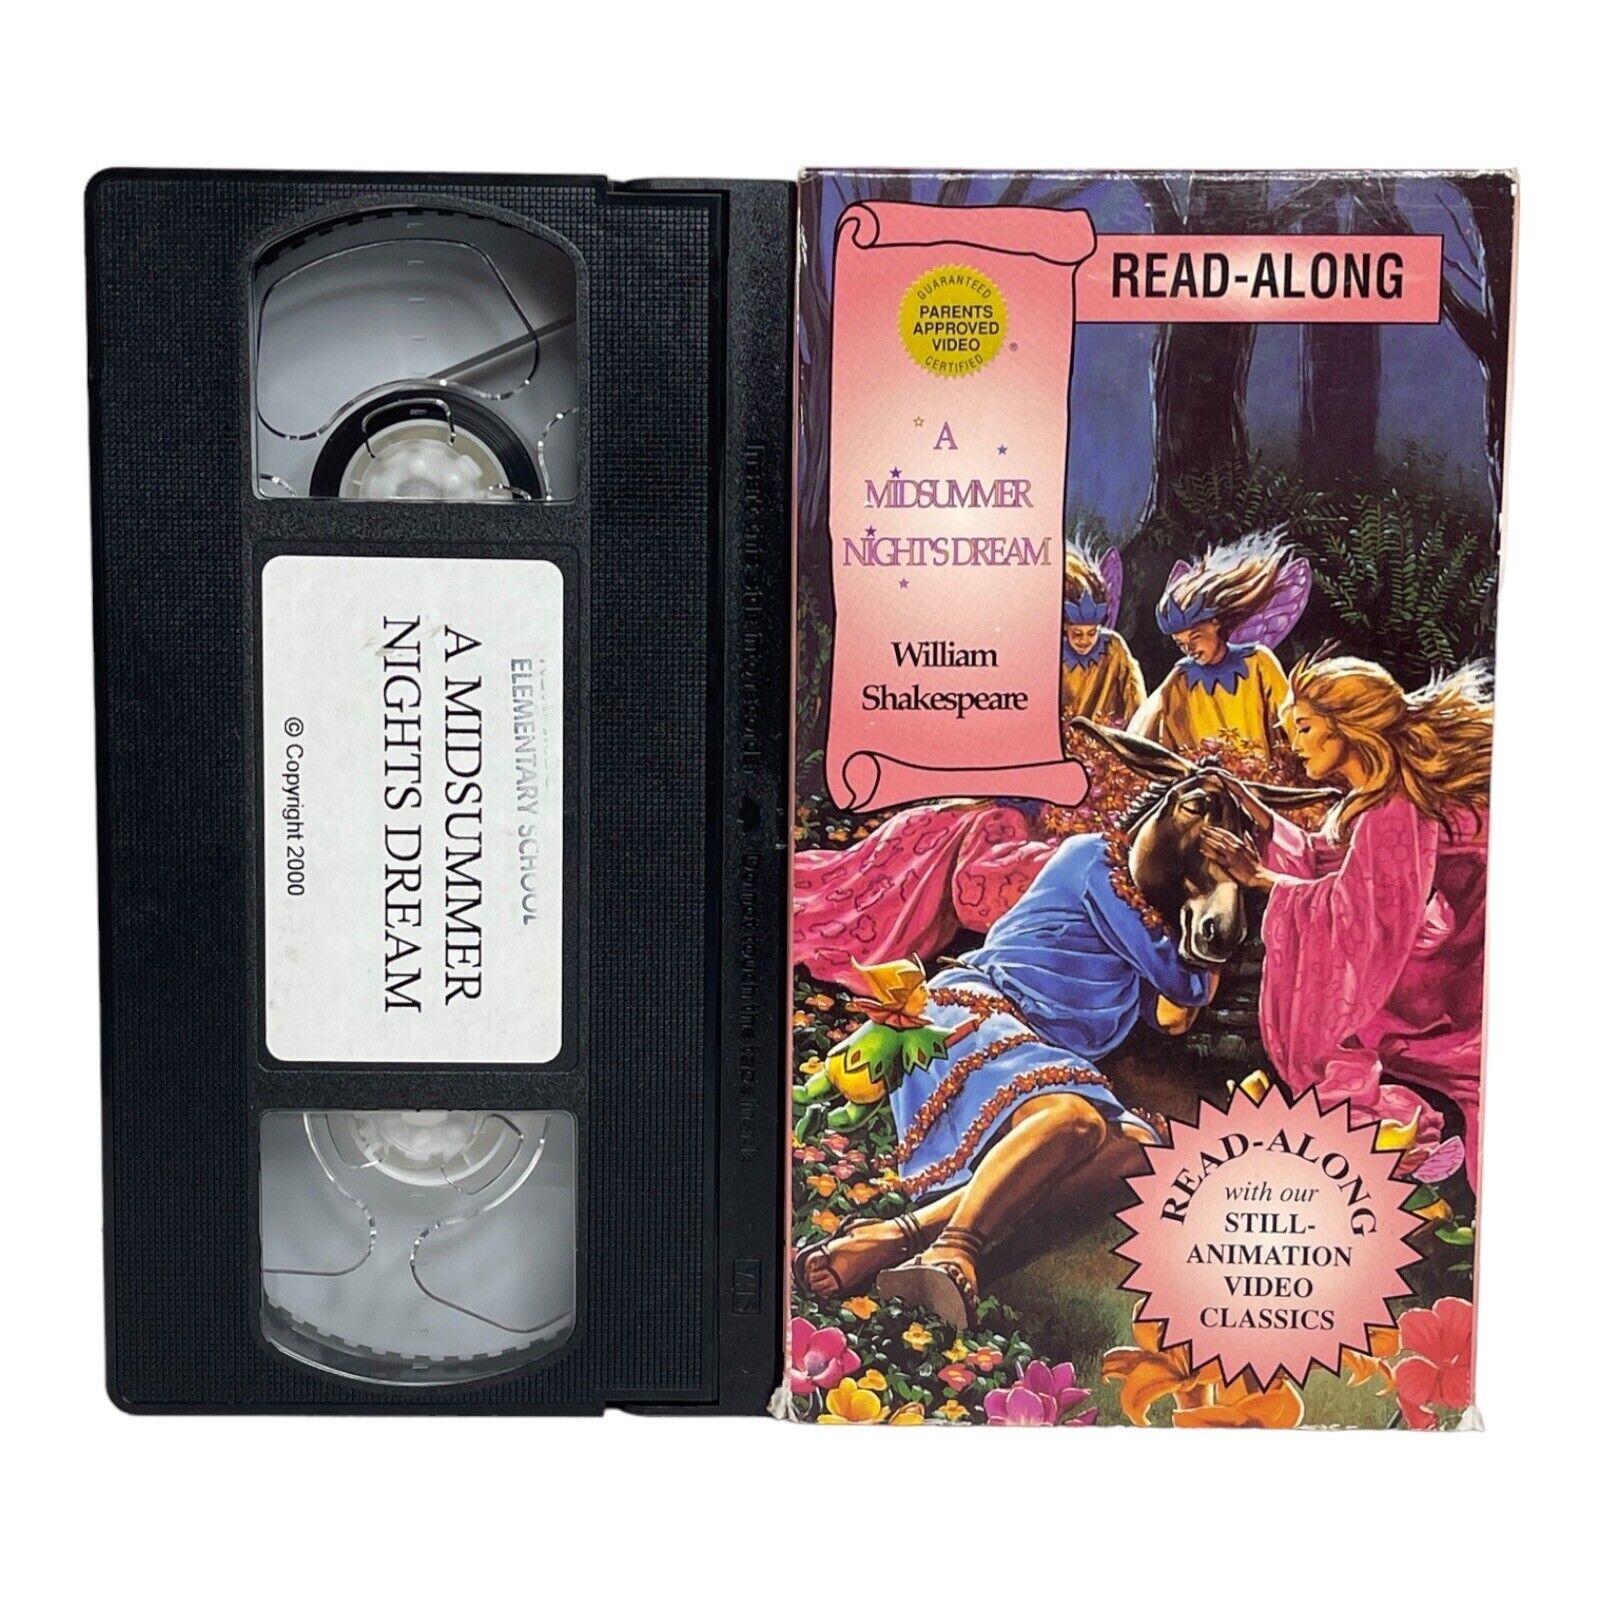 A MIDSUMMER
NIGHTS DREAM
© Copyright 2000
ELEMENTARY SCHOOL
VHS
READ-ALONG
GUARANTEED
PARENTS
APPROVED
VIDEO
CERTIFIED
®
A
MIDSUMMER
NIGHT'S DREAM
William
Shakespeare
READ-ALONG
with our
STILL-
ANIMATION
VIDEO
CLASSICS